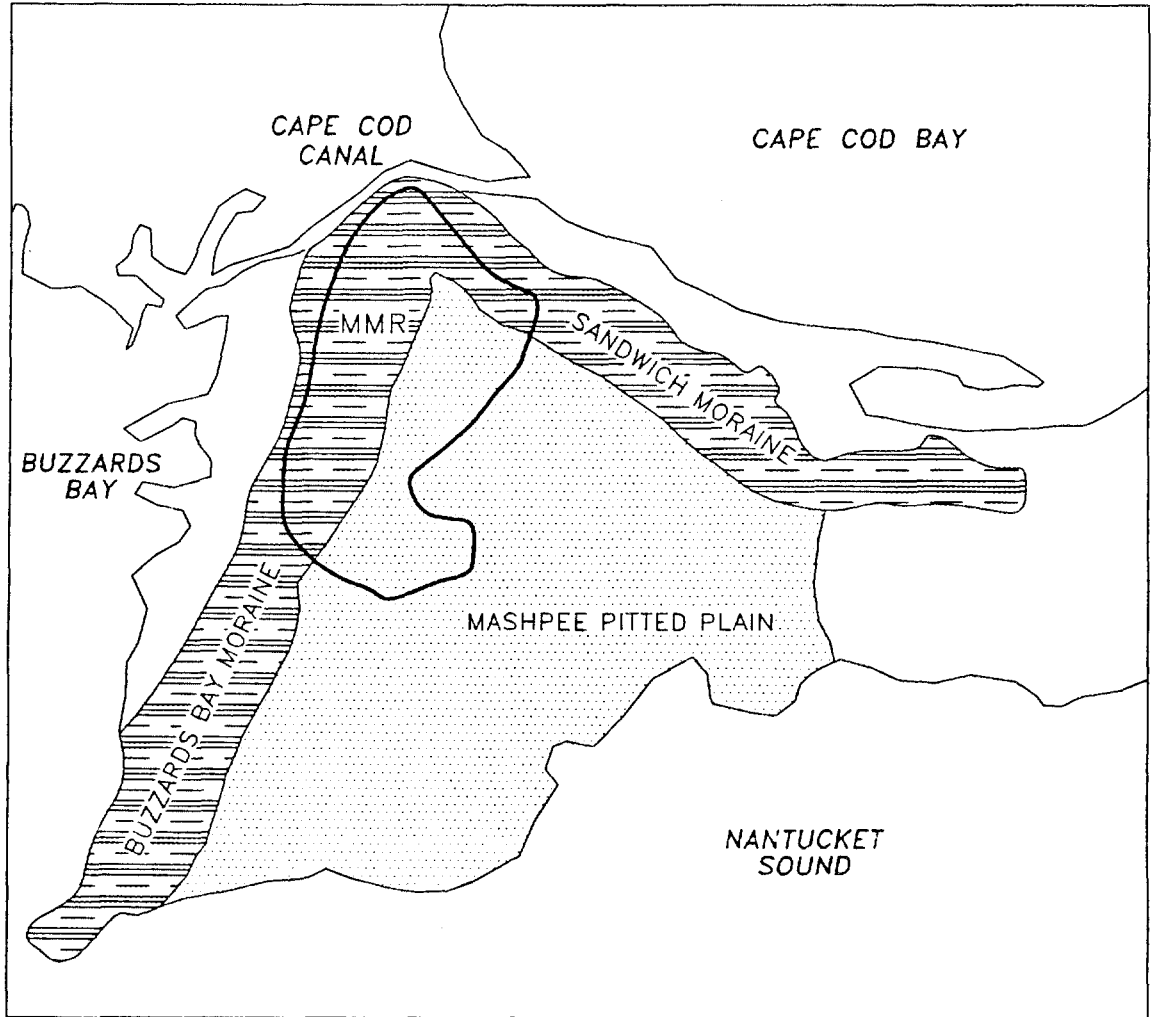 CAPE COD
CANAL
CAPE COD BAY
MMR
SANDWICH MORAINE
BUZZARDS
BAY
MASHPEE PITTED PLAIN
BUZZARDS BAY MORAINE
NANTUCKET
SOUND